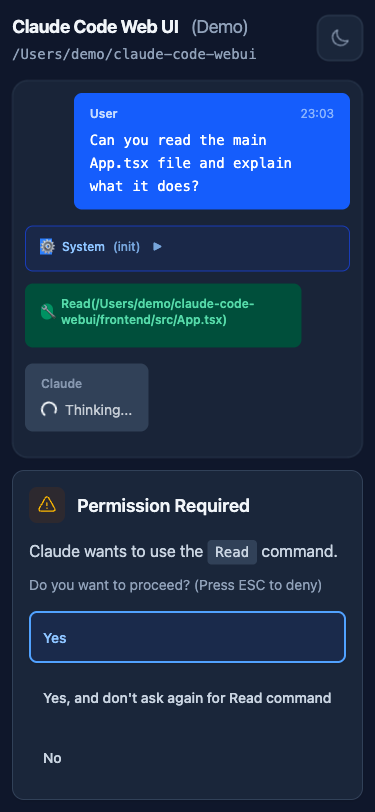 Claude Code Web UI (Demo)
/Users/demo/claude-code-webui
User 23:03
Can you read the main
App.tsx file and explain
what it does?
System (init)
Read(/Users/demo/claude-code-
webui/frontend/src/App.tsx)
Claude
Thinking...
Permission Required
Claude wants to use the Read command.
Do you want to proceed? (Press ESC to deny)
Yes
Yes, and don't ask again for Read command
No